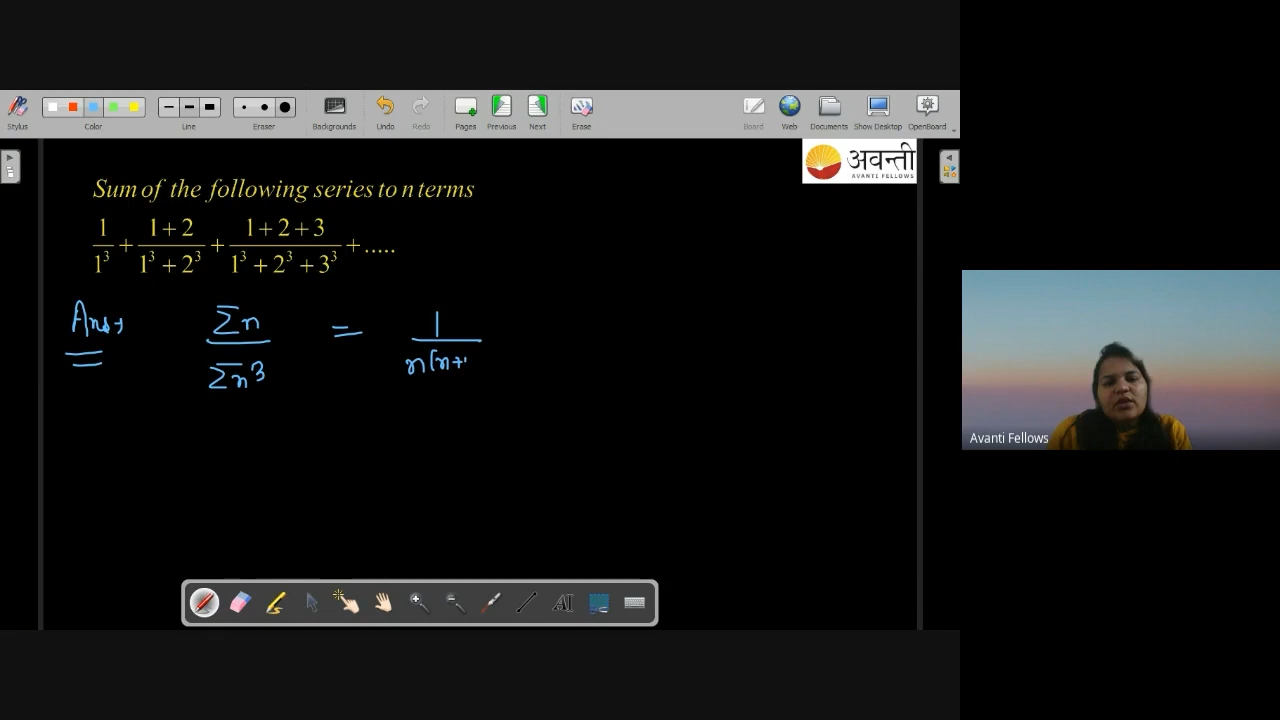 Stylus Color Line Eraser Backgrounds Undo Redo Pages Previous Next Erase Board Web Documents Show Desktop OpenBoard
अवन्ती
AVANTI FELLOWS
Sum of the following series to n terms
1/1³ + (1+2)/(1³+2³) + (1+2+3)/(1³+2³+3³) + .....
Ans → Σn/Σn³ = 1/n(n+1
AI
Avanti Fellows